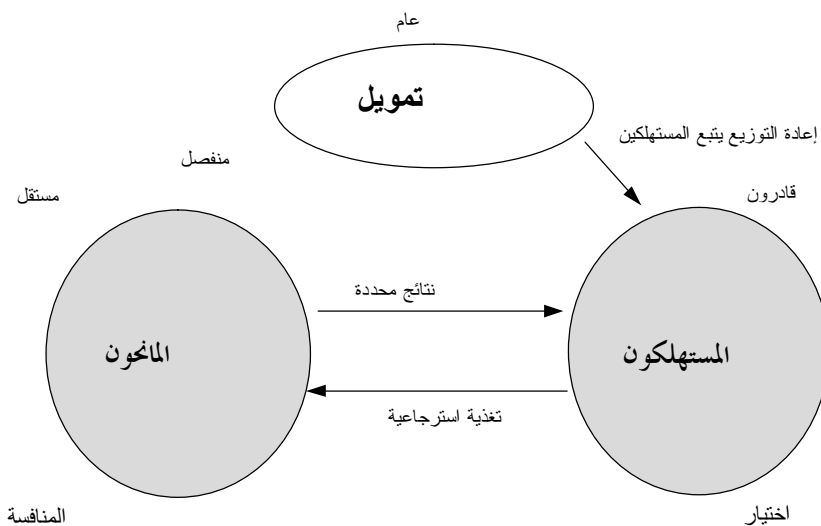 عام
تمويل
إعادة التوزيع يتبع المستهلكين
منفصل
قادرون
مستقل
نتائج محددة
المستهلكون
المانحون
تغذية استرجاعية
اختيار
المنافسة